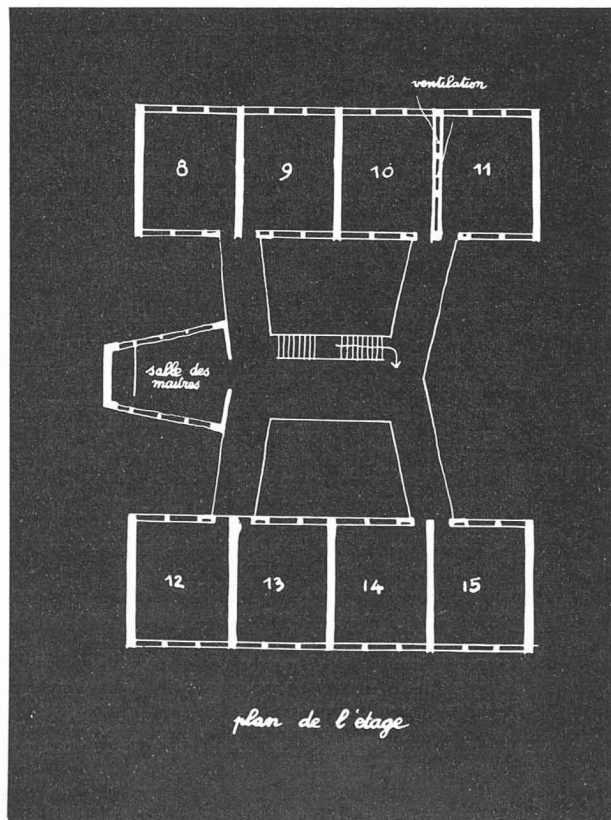 ventilation
8
9
10
11
salle des
maîtres
12
13
14
15
plan de l'étage